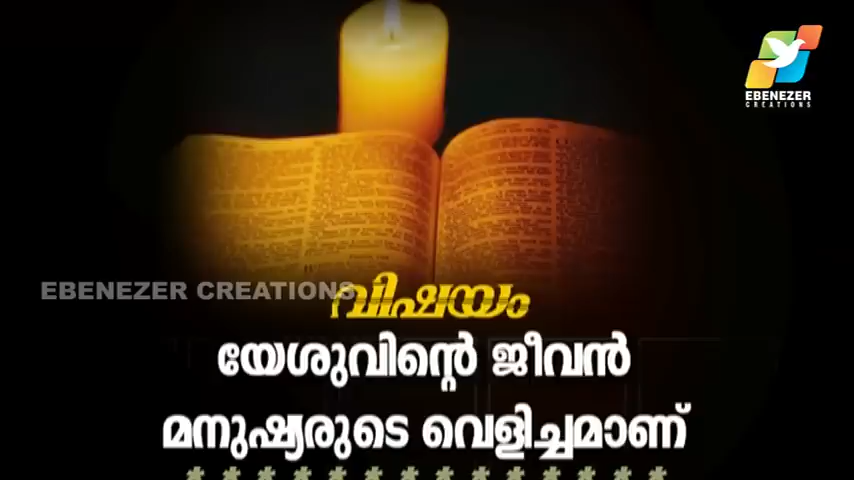 EBENEZER
CREATIONS
EBENEZER CREATIONS
വിഷയം
യേശുവിന്റെ ജീവൻ
മനുഷ്യരുടെ വെളിച്ചമാണ്
* * * * * * * * * * * * * *